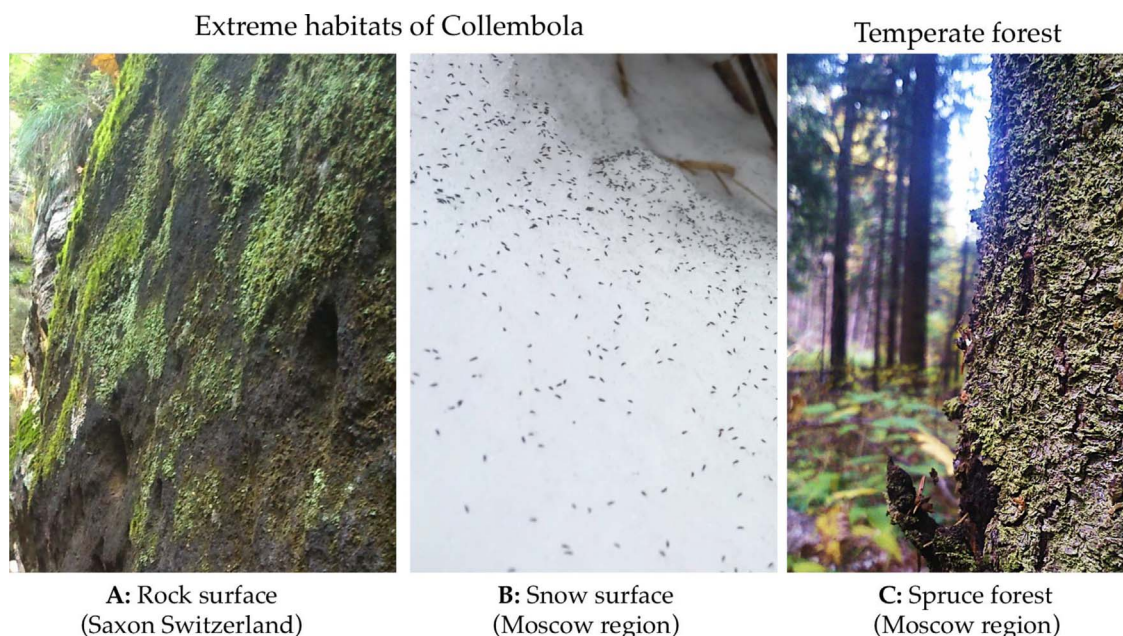 Extreme habitats of Collembola
Temperate forest
A: Rock surface
(Saxon Switzerland)
B: Snow surface
(Moscow region)
C: Spruce forest
(Moscow region)